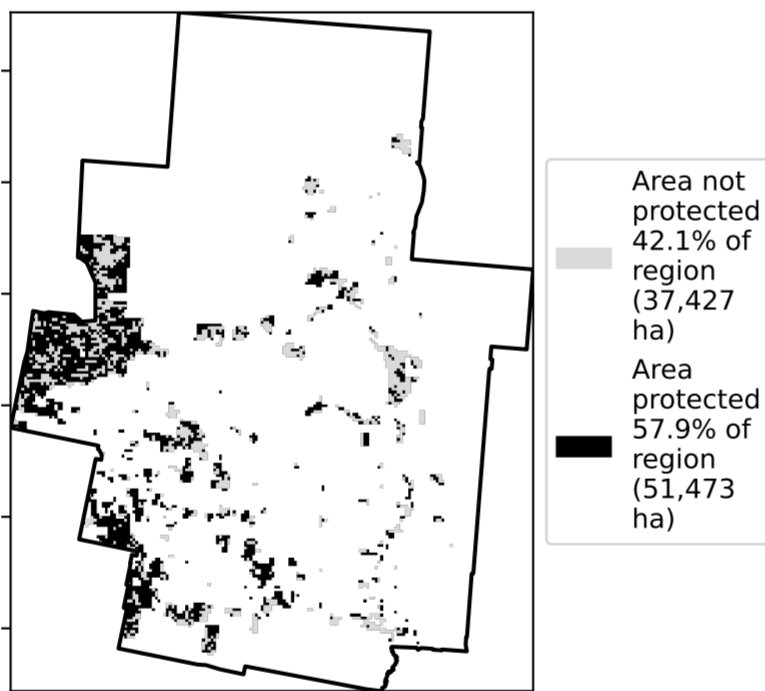 Area not
protected
42.1% of
region
(37,427
ha)
Area
protected
57.9% of
region
(51,473
ha)